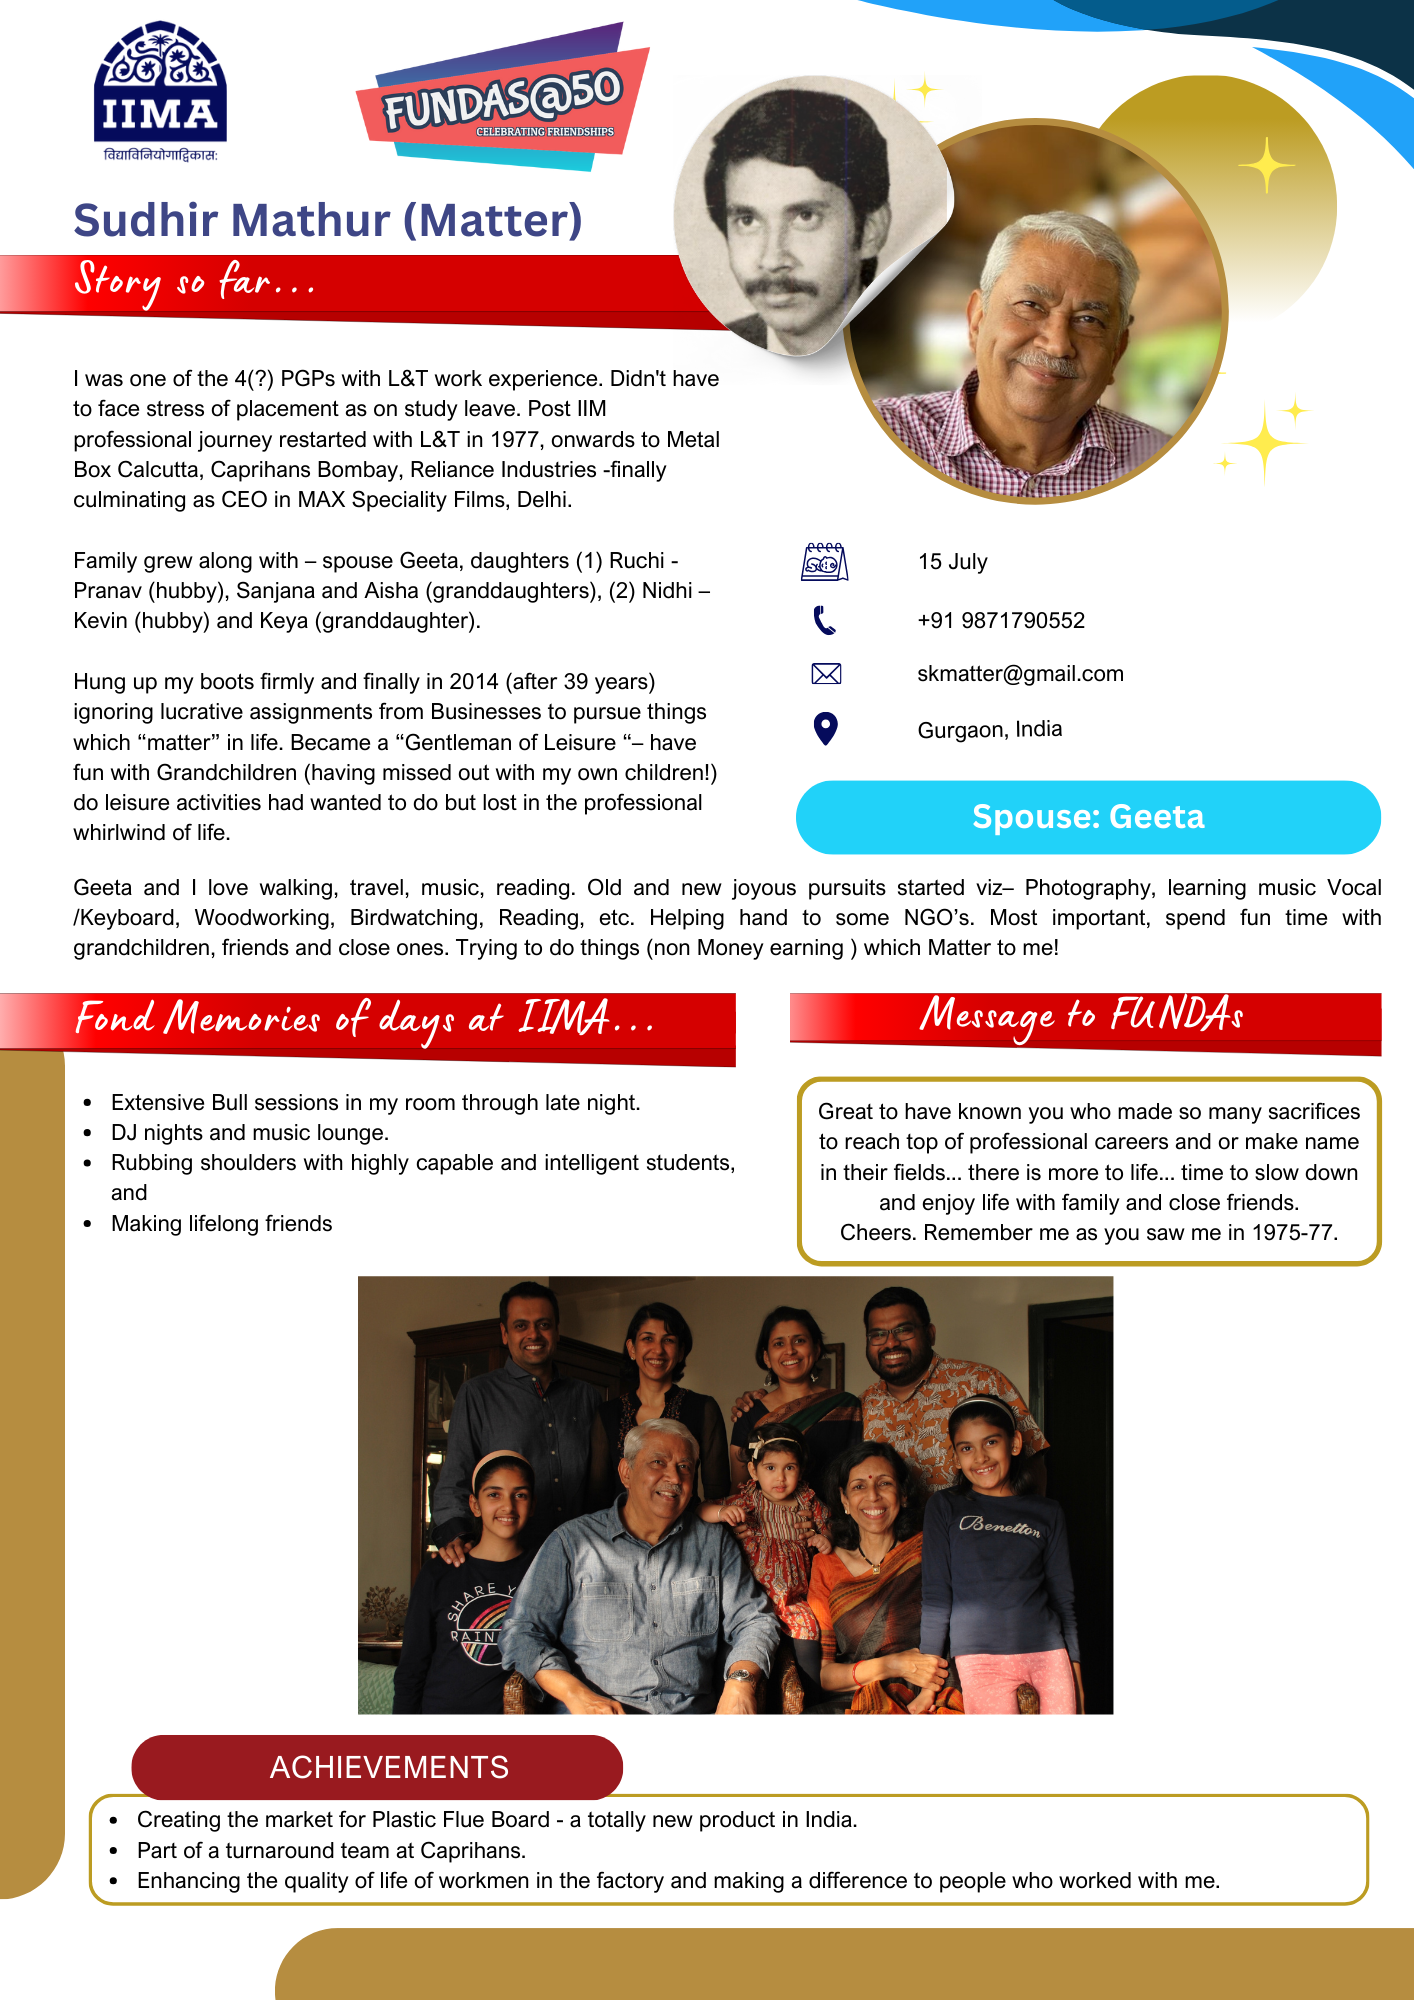 IIMA
विद्याविनियोगाद्विकास:
FUNDAS@50
CELEBRATING FRIENDSHIPS
Sudhir Mathur (Matter)
Story so far...
I was one of the 4(?) PGPs with L&T work experience. Didn't have
to face stress of placement as on study leave. Post IIM
professional journey restarted with L&T in 1977, onwards to Metal
Box Calcutta, Caprihans Bombay, Reliance Industries -finally
culminating as CEO in MAX Speciality Films, Delhi.
Family grew along with – spouse Geeta, daughters (1) Ruchi -
Pranav (hubby), Sanjana and Aisha (granddaughters), (2) Nidhi –
Kevin (hubby) and Keya (granddaughter).
Hung up my boots firmly and finally in 2014 (after 39 years)
ignoring lucrative assignments from Businesses to pursue things
which “matter” in life. Became a “Gentleman of Leisure “– have
fun with Grandchildren (having missed out with my own children!)
do leisure activities had wanted to do but lost in the professional
whirlwind of life.
15 July
+91 9871790552
skmatter@gmail.com
Gurgaon, India
Spouse: Geeta
Geeta and I love walking, travel, music, reading. Old and new joyous pursuits started viz– Photography, learning music Vocal
/Keyboard, Woodworking, Birdwatching, Reading, etc. Helping hand to some NGO’s. Most important, spend fun time with
grandchildren, friends and close ones. Trying to do things (non Money earning ) which Matter to me!
Fond Memories of days at IIMA...
• Extensive Bull sessions in my room through late night.
• DJ nights and music lounge.
• Rubbing shoulders with highly capable and intelligent students,
and
• Making lifelong friends
Message to FUNDAs
Great to have known you who made so many sacrifices
to reach top of professional careers and or make name
in their fields... there is more to life... time to slow down
and enjoy life with family and close friends.
Cheers. Remember me as you saw me in 1975-77.
Benetton
SHARE Y
RAIN
ACHIEVEMENTS
• Creating the market for Plastic Flue Board - a totally new product in India.
• Part of a turnaround team at Caprihans.
• Enhancing the quality of life of workmen in the factory and making a difference to people who worked with me.